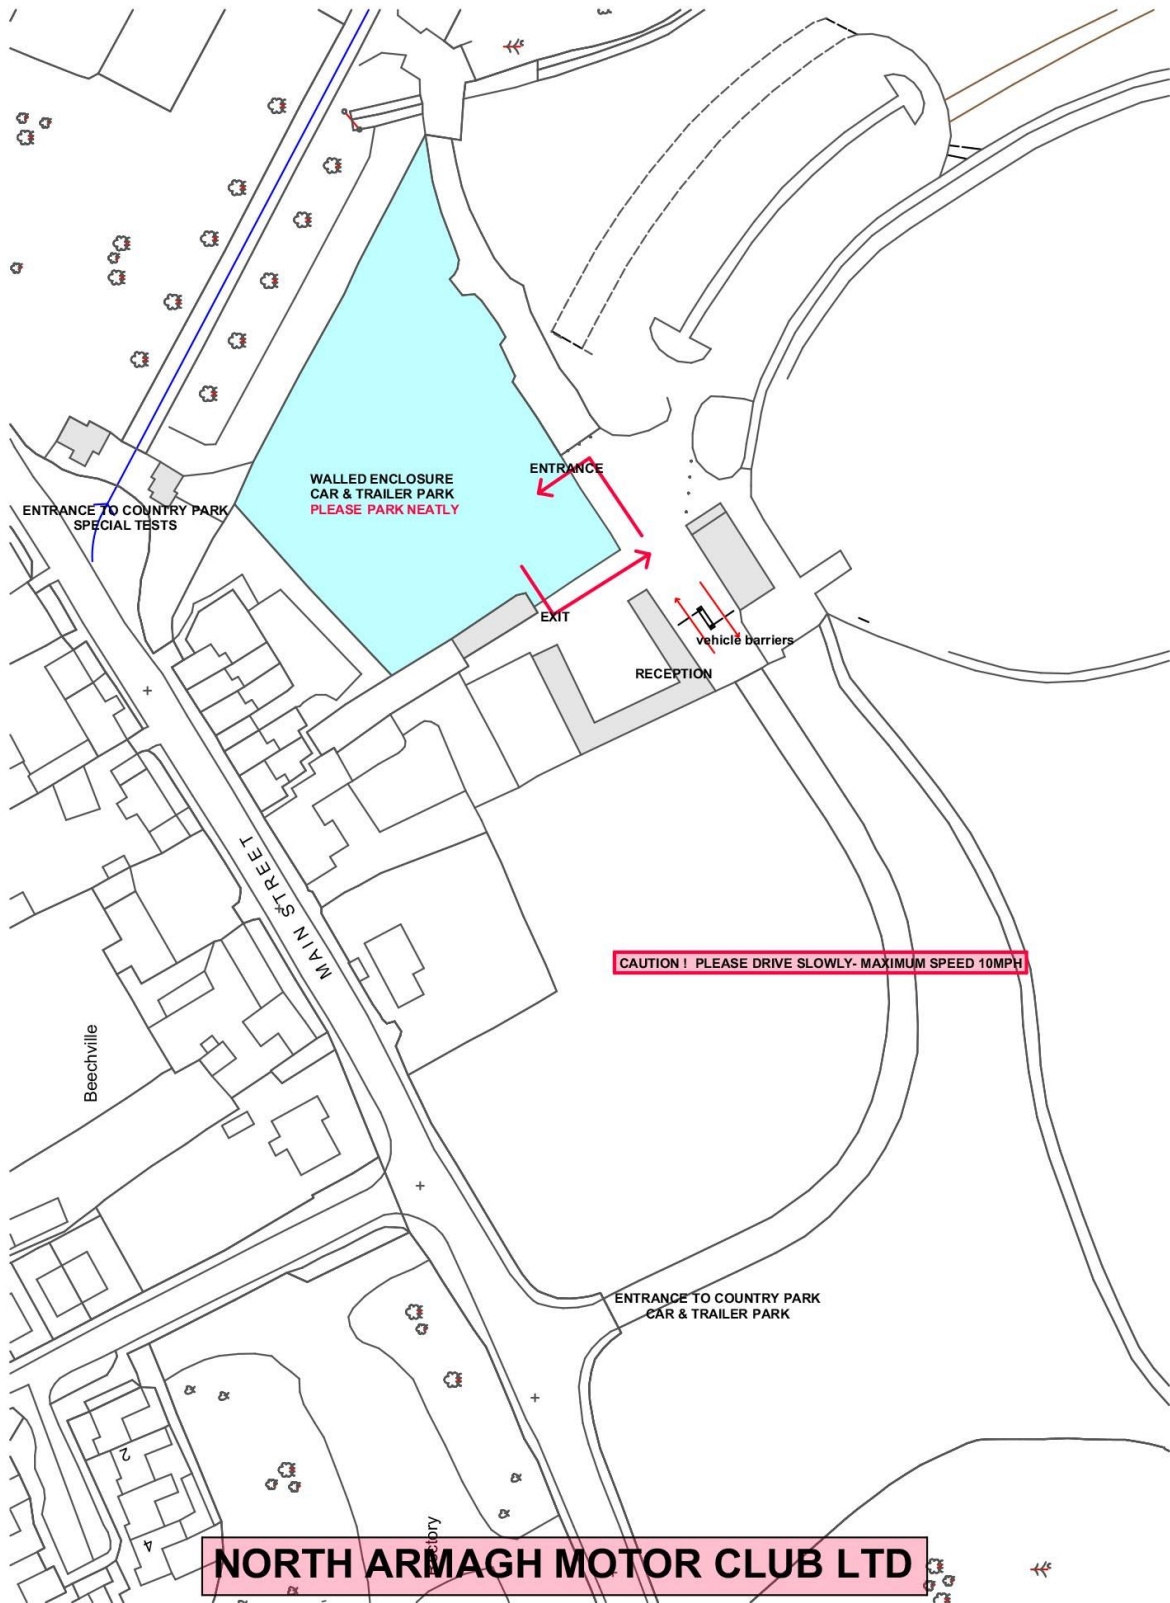 WALLED ENCLOSURE
CAR & TRAILER PARK
PLEASE PARK NEATLY
ENTRANCE
ENTRANCE TO COUNTRY PARK
SPECIAL TESTS
EXIT
vehicle barriers
RECEPTION
MAIN STREET
CAUTION ! PLEASE DRIVE SLOWLY- MAXIMUM SPEED 10MPH
Beechville
ENTRANCE TO COUNTRY PARK
CAR & TRAILER PARK
2
4
NORTH ARMAGH MOTOR CLUB LTD